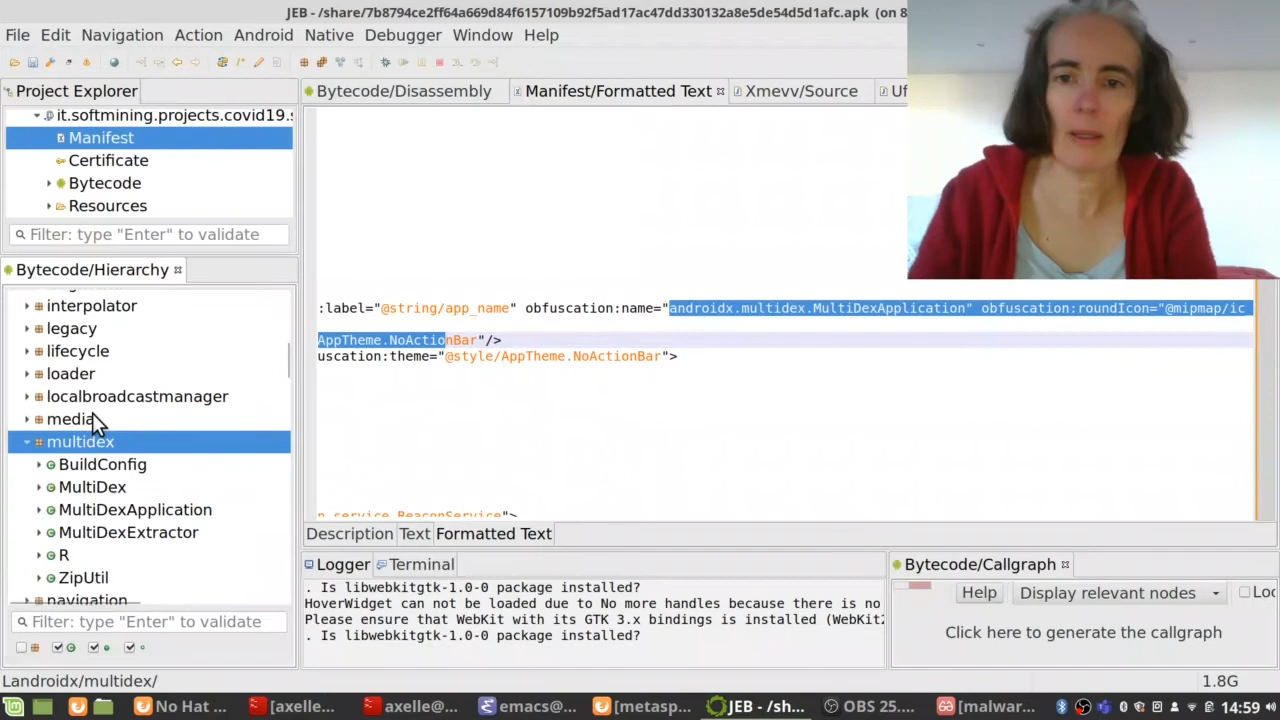 JEB - /share/7b8794ce2ff64a669d84f6157109b92f5ad17ac47dd330132a8e5de54d5d1afc.apk (on 8
File Edit Navigation Action Android Native Debugger Window Help
Project Explorer
it.softmining.projects.covid19.s
Manifest
Certificate
Bytecode
Resources
Filter: type "Enter" to validate
Bytecode/Hierarchy
interpolator
legacy
lifecycle
loader
localbroadcastmanager
media
multidex
BuildConfig
MultiDex
MultiDexApplication
MultiDexExtractor
R
ZipUtil
navigation
Filter: type "Enter" to validate
Landroidx/multidex/
Bytecode/Disassembly Manifest/Formatted Text Xmevv/Source Uf
:label="@string/app_name" obfuscation:name="androidx.multidex.MultiDexApplication" obfuscation:roundIcon="@mipmap/ic
AppTheme.NoActionBar"/>
uscation:theme="@style/AppTheme.NoActionBar">
n.service.BeaconService">
Description Text Formatted Text
Logger Terminal
. Is libwebkitgtk-1.0-0 package installed?
HoverWidget can not be loaded due to No more handles because there is no
Please ensure that WebKit with its GTK 3.x bindings is installed (WebKit2
. Is libwebkitgtk-1.0-0 package installed?
Bytecode/Callgraph
Help Display relevant nodes Loc
Click here to generate the callgraph
1.8G
No Hat ... [axelle... axelle@... emacs@... [metasp... JEB - /sh... OBS 25.... [malwar... 14:59